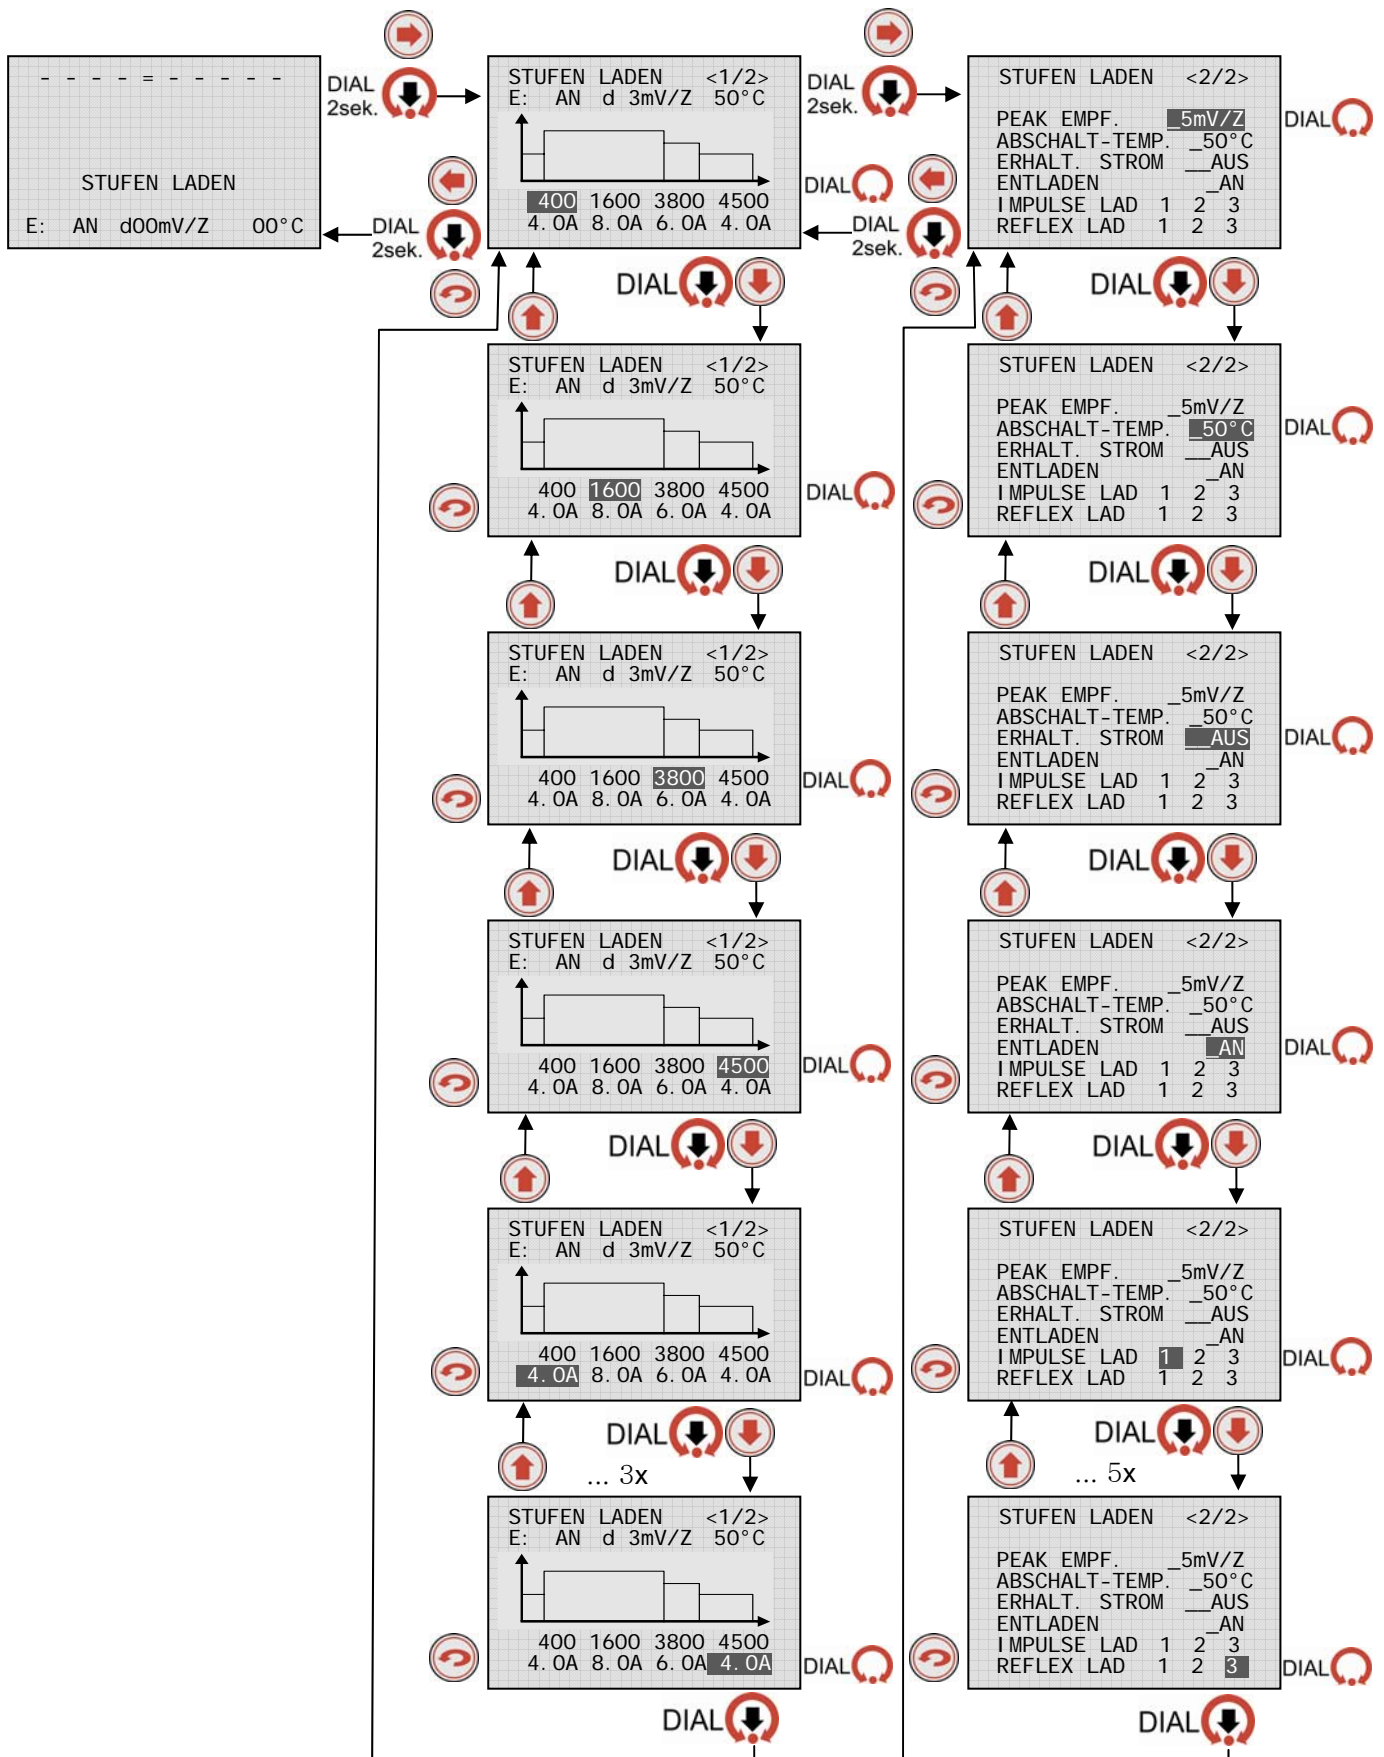 - - - - = - - - - -
STUFEN LADEN
E: AN d00mV/Z 00°C
DIAL
2sek.
DIAL
2sek.
STUFEN LADEN <1/2>
E: AN d 3mV/Z 50°C
400 1600 3800 4500
4.0A 8.0A 6.0A 4.0A
DIAL
DIAL
2sek.
DIAL
2sek.
STUFEN LADEN <2/2>
PEAK EMPF. _5mV/Z
ABSCHALT-TEMP. _50°C
ERHALT. STROM __AUS
ENTLADEN _AN
IMPULSE LAD 1 2 3
REFLEX LAD 1 2 3
DIAL
DIAL
DIAL
STUFEN LADEN <1/2>
E: AN d 3mV/Z 50°C
400 1600 3800 4500
4.0A 8.0A 6.0A 4.0A
DIAL
STUFEN LADEN <2/2>
PEAK EMPF. _5mV/Z
ABSCHALT-TEMP. _50°C
ERHALT. STROM __AUS
ENTLADEN _AN
IMPULSE LAD 1 2 3
REFLEX LAD 1 2 3
DIAL
DIAL
DIAL
STUFEN LADEN <1/2>
E: AN d 3mV/Z 50°C
400 1600 3800 4500
4.0A 8.0A 6.0A 4.0A
DIAL
STUFEN LADEN <2/2>
PEAK EMPF. _5mV/Z
ABSCHALT-TEMP. _50°C
ERHALT. STROM __AUS
ENTLADEN _AN
IMPULSE LAD 1 2 3
REFLEX LAD 1 2 3
DIAL
DIAL
DIAL
STUFEN LADEN <1/2>
E: AN d 3mV/Z 50°C
400 1600 3800 4500
4.0A 8.0A 6.0A 4.0A
DIAL
STUFEN LADEN <2/2>
PEAK EMPF. _5mV/Z
ABSCHALT-TEMP. _50°C
ERHALT. STROM __AUS
ENTLADEN _AN
IMPULSE LAD 1 2 3
REFLEX LAD 1 2 3
DIAL
DIAL
DIAL
STUFEN LADEN <1/2>
E: AN d 3mV/Z 50°C
400 1600 3800 4500
4.0A 8.0A 6.0A 4.0A
DIAL
STUFEN LADEN <2/2>
PEAK EMPF. _5mV/Z
ABSCHALT-TEMP. _50°C
ERHALT. STROM __AUS
ENTLADEN _AN
IMPULSE LAD 1 2 3
REFLEX LAD 1 2 3
DIAL
DIAL
... 3x
DIAL
... 5x
STUFEN LADEN <1/2>
E: AN d 3mV/Z 50°C
400 1600 3800 4500
4.0A 8.0A 6.0A 4.0A
DIAL
STUFEN LADEN <2/2>
PEAK EMPF. _5mV/Z
ABSCHALT-TEMP. _50°C
ERHALT. STROM __AUS
ENTLADEN _AN
IMPULSE LAD 1 2 3
REFLEX LAD 1 2 3
DIAL
DIAL
DIAL